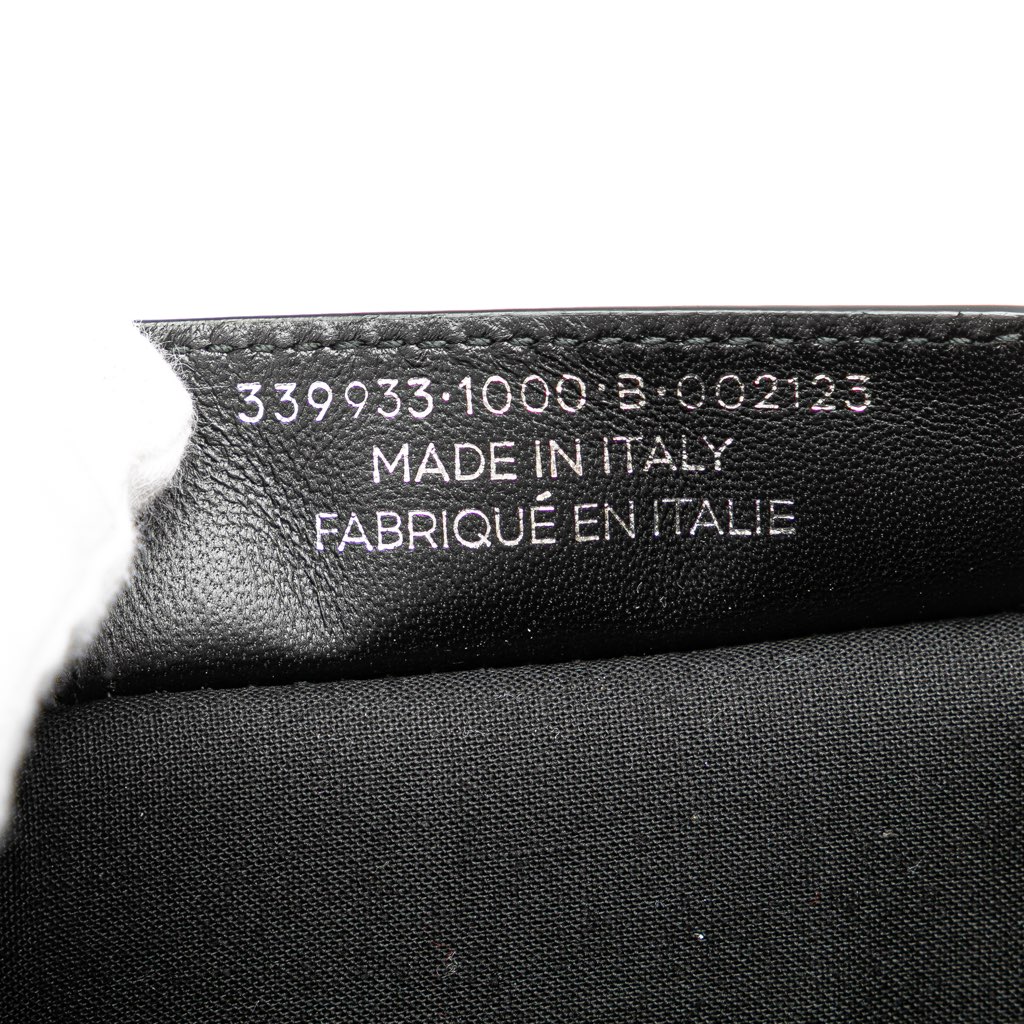 339933·1000·B·002123
MADE IN ITALY
FABRIQUÉ EN ITALIE